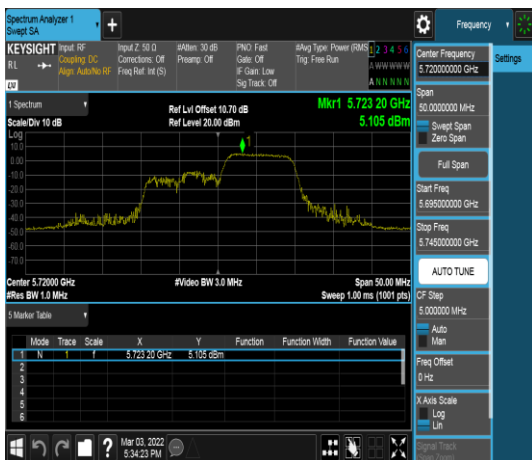 Spectrum Analyzer 1
Swept SA
Frequency
KEYSIGHT
RL
LXI
Input: RF
Coupling: DC
Align: Auto/No RF
Input Z: 50 Ω
Corrections: Off
Freq Ref: Int (S)
#Atten: 30 dB
Preamp: Off
PNO: Fast
Gate: Off
IF Gain: Low
Sig Track: Off
#Avg Type: Power (RMS)
Trig: Free Run
1 2 3 4 5 6
A W W W W W
A N N N N N
1 Spectrum
Scale/Div 10 dB
Ref Lvl Offset 10.70 dB
Ref Level 20.00 dBm
Mkr1 5.723 20 GHz
5.105 dBm
Log
10.0
0.00
-10.0
-20.0
-30.0
-40.0
-50.0
-60.0
-70.0
1
Center 5.72000 GHz
#Res BW 1.0 MHz
#Video BW 3.0 MHz
Span 50.00 MHz
Sweep 1.00 ms (1001 pts)
5 Marker Table
Mode Trace Scale X Y Function Function Width Function Value
1 N 1 f 5.723 20 GHz 5.105 dBm
2
3
4
5
6
Mar 03, 2022
5:34:23 PM
Center Frequency
5.720000000 GHz
Span
50.0000000 MHz
Swept Span
Zero Span
Full Span
Start Freq
5.695000000 GHz
Stop Freq
5.745000000 GHz
AUTO TUNE
CF Step
5.000000 MHz
Auto
Man
Freq Offset
0 Hz
X Axis Scale
Log
Lin
Signal Track
(Span Zoom)
Settings